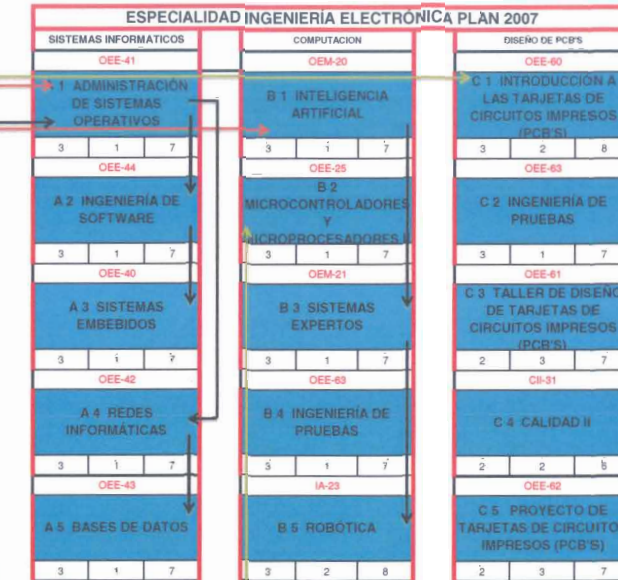 ESPECIALIDAD INGENIERÍA ELECTRÓNICA PLAN 2007
SISTEMAS INFORMATICOS
OEE-41
1 ADMINISTRACIÓN
DE SISTEMAS
OPERATIVOS
3 1 7
OEE-44
A 2 INGENIERÍA DE
SOFTWARE
3 1 7
OEE-40
A 3 SISTEMAS
EMBEBIDOS
3 1 7
OEE-42
A 4 REDES
INFORMÁTICAS
3 1 7
OEE-43
A 5 BASES DE DATOS
3 1 7
COMPUTACION
OEM-20
B 1 INTELIGENCIA
ARTIFICIAL
3 1 7
OEE-25
B 2
MICROCONTROLADORES
Y
MICROPROCESADORES
3 1 7
OEM-21
B 3 SISTEMAS
EXPERTOS
3 1 7
OEE-63
B 4 INGENIERÍA DE
PRUEBAS
3 1 7
IA-23
B 5 ROBÓTICA
3 2 8
DISEÑO DE PCB'S
OEE-60
C 1 INTRODUCCIÓN A
LAS TARJETAS DE
CIRCUITOS IMPRESOS
(PCB'S)
3 2 8
OEE-63
C 2 INGENIERÍA DE
PRUEBAS
3 1 7
OEE-61
C 3 TALLER DE DISEÑO
DE TARJETAS DE
CIRCUITOS IMPRESOS
(PCB'S)
2 3 7
CII-31
C 4 CALIDAD II
2 2 6
OEE-62
C 5 PROYECTO DE
TARJETAS DE CIRCUITO
IMPRESOS (PCB'S)
2 3 7